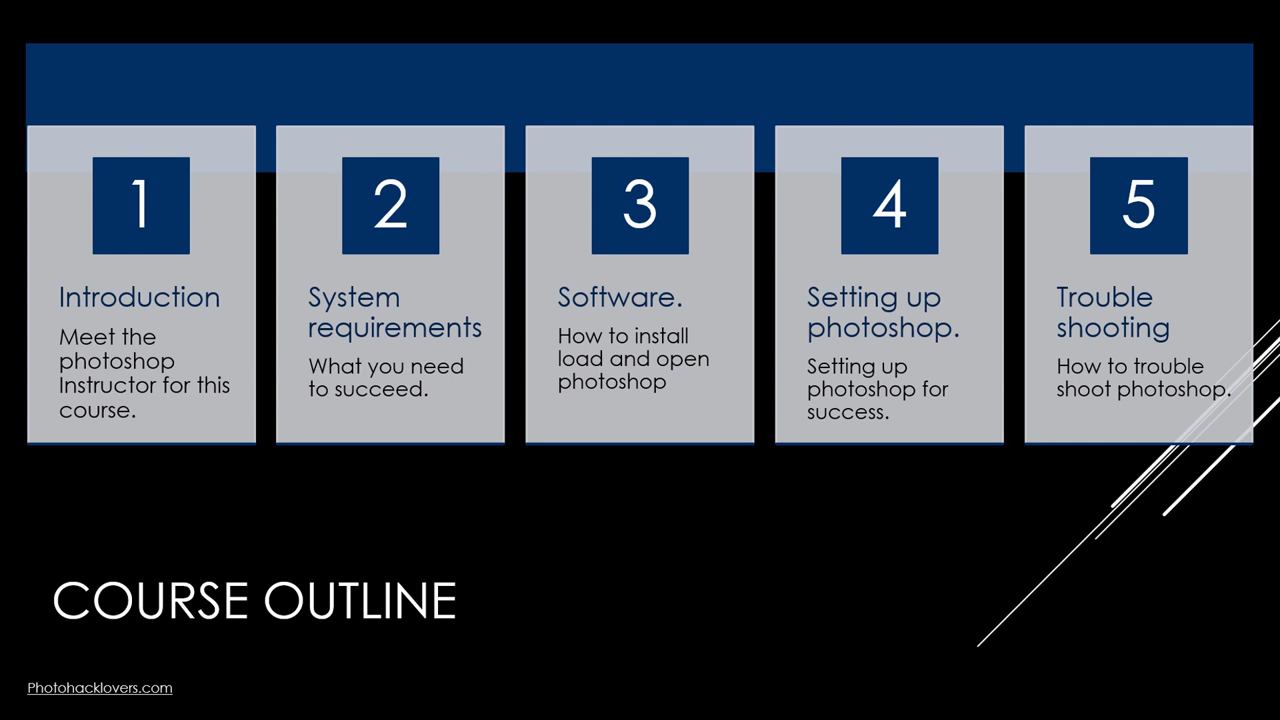 1
Introduction
Meet the
photoshop
Instructor for this
course.
2
System
requirements
What you need
to succeed.
3
Software.
How to install
load and open
photoshop
4
Setting up
photoshop.
Setting up
photoshop for
success.
5
Trouble
shooting
How to trouble
shoot photoshop.
COURSE OUTLINE
Photohacklovers.com